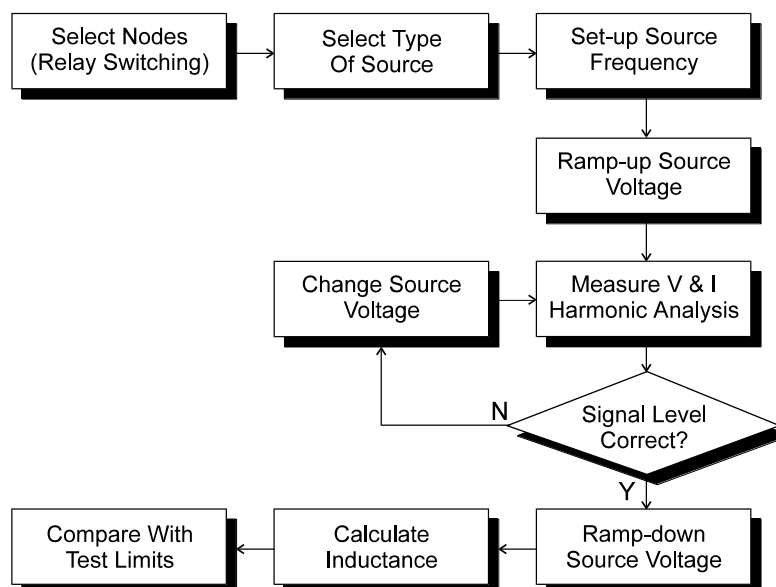 Select Nodes
(Relay Switching)
Select Type
Of Source
Set-up Source
Frequency
Ramp-up Source
Voltage
Change Source
Voltage
Measure V & I
Harmonic Analysis
N
Signal Level
Correct?
Y
Compare With
Test Limits
Calculate
Inductance
Ramp-down
Source Voltage